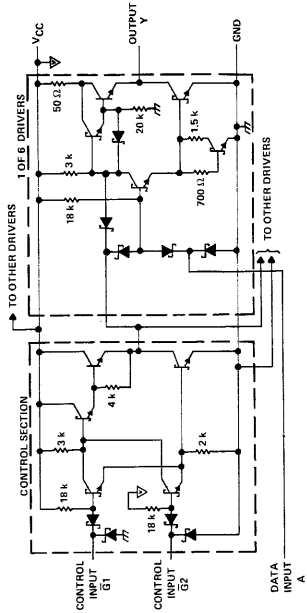 VCC
OUTPUT
Y
GND
1 OF 6 DRIVERS
50 Ω
20 k
1.5 k
3 k
700 Ω
18 k
TO OTHER DRIVERS
TO OTHER DRIVERS
CONTROL SECTION
4 k
3 k
2 k
18 k
18 k
CONTROL
INPUT
G̅1
CONTROL
INPUT
G̅2
DATA
INPUT
A